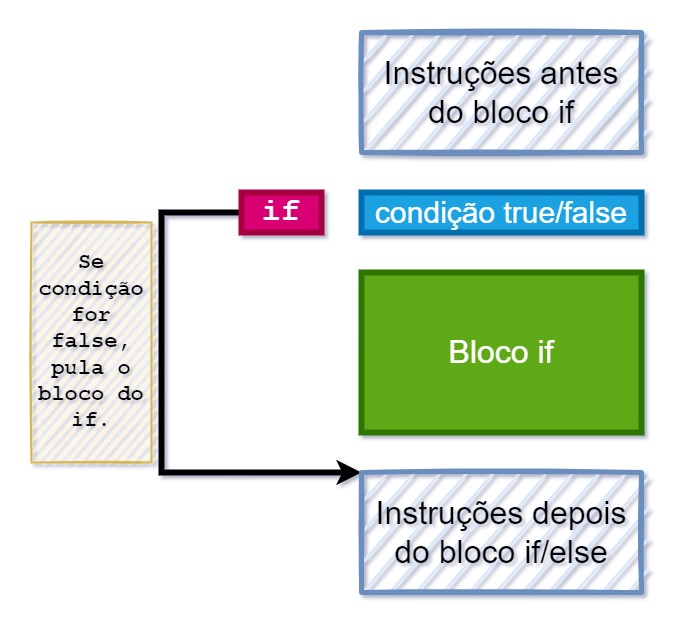 Instruções antes
do bloco if
if
condição true/false
Se
condição
for
false,
pula o
bloco do
if.
Bloco if
Instruções depois
do bloco if/else